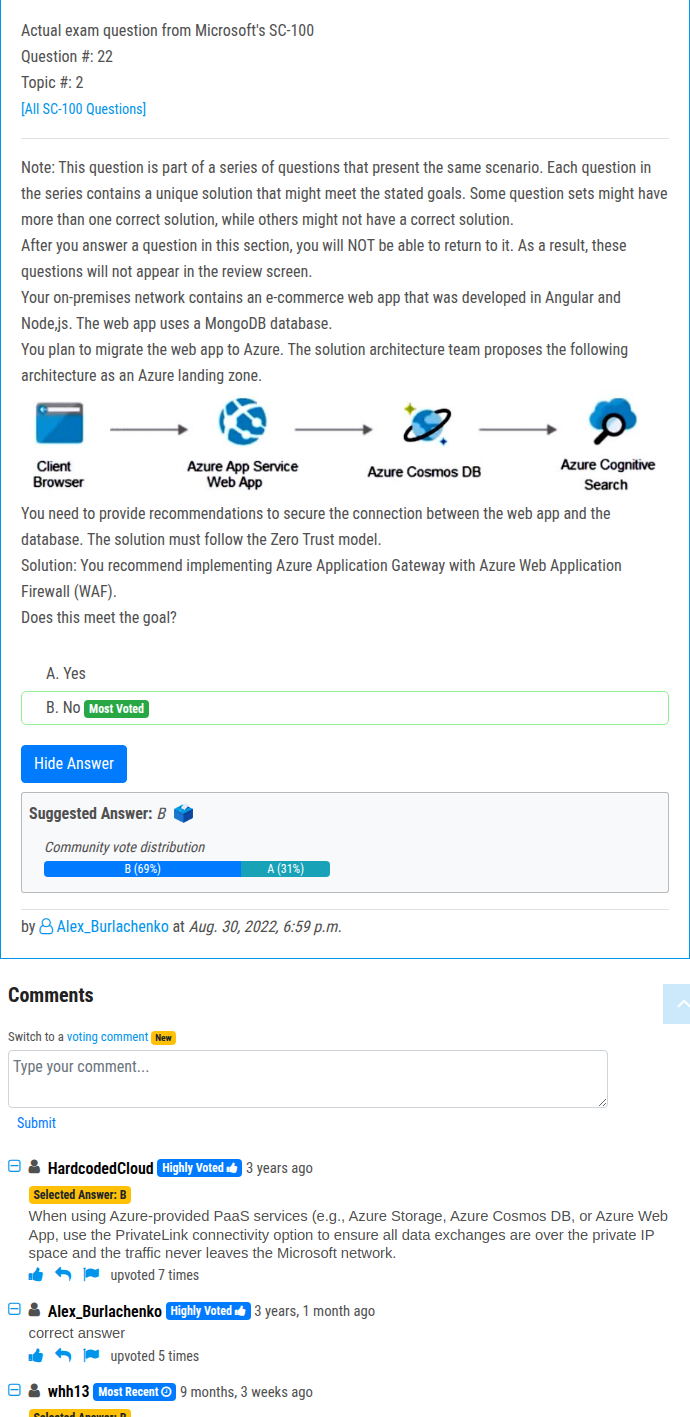 Actual exam question from Microsoft's SC-100
Question #: 22
Topic #: 2
[All SC-100 Questions]
Note: This question is part of a series of questions that present the same scenario. Each question in
the series contains a unique solution that might meet the stated goals. Some question sets might have
more than one correct solution, while others might not have a correct solution.
After you answer a question in this section, you will NOT be able to return to it. As a result, these
questions will not appear in the review screen.
Your on-premises network contains an e-commerce web app that was developed in Angular and
Node,js. The web app uses a MongoDB database.
You plan to migrate the web app to Azure. The solution architecture team proposes the following
architecture as an Azure landing zone.
Client
Browser
Azure App Service
Web App
Azure Cosmos DB
Azure Cognitive
Search
You need to provide recommendations to secure the connection between the web app and the
database. The solution must follow the Zero Trust model.
Solution: You recommend implementing Azure Application Gateway with Azure Web Application
Firewall (WAF).
Does this meet the goal?
A. Yes
B. No Most Voted
Hide Answer
Suggested Answer: B
Community vote distribution
B (69%) A (31%)
by Alex_Burlachenko at Aug. 30, 2022, 6:59 p.m.
Comments
Switch to a voting comment New
Type your comment...
Submit
HardcodedCloud Highly Voted 3 years ago
Selected Answer: B
When using Azure-provided PaaS services (e.g., Azure Storage, Azure Cosmos DB, or Azure Web
App, use the PrivateLink connectivity option to ensure all data exchanges are over the private IP
space and the traffic never leaves the Microsoft network.
upvoted 7 times
Alex_Burlachenko Highly Voted 3 years, 1 month ago
correct answer
upvoted 5 times
whh13 Most Recent 9 months, 3 weeks ago
Selected Answer: B